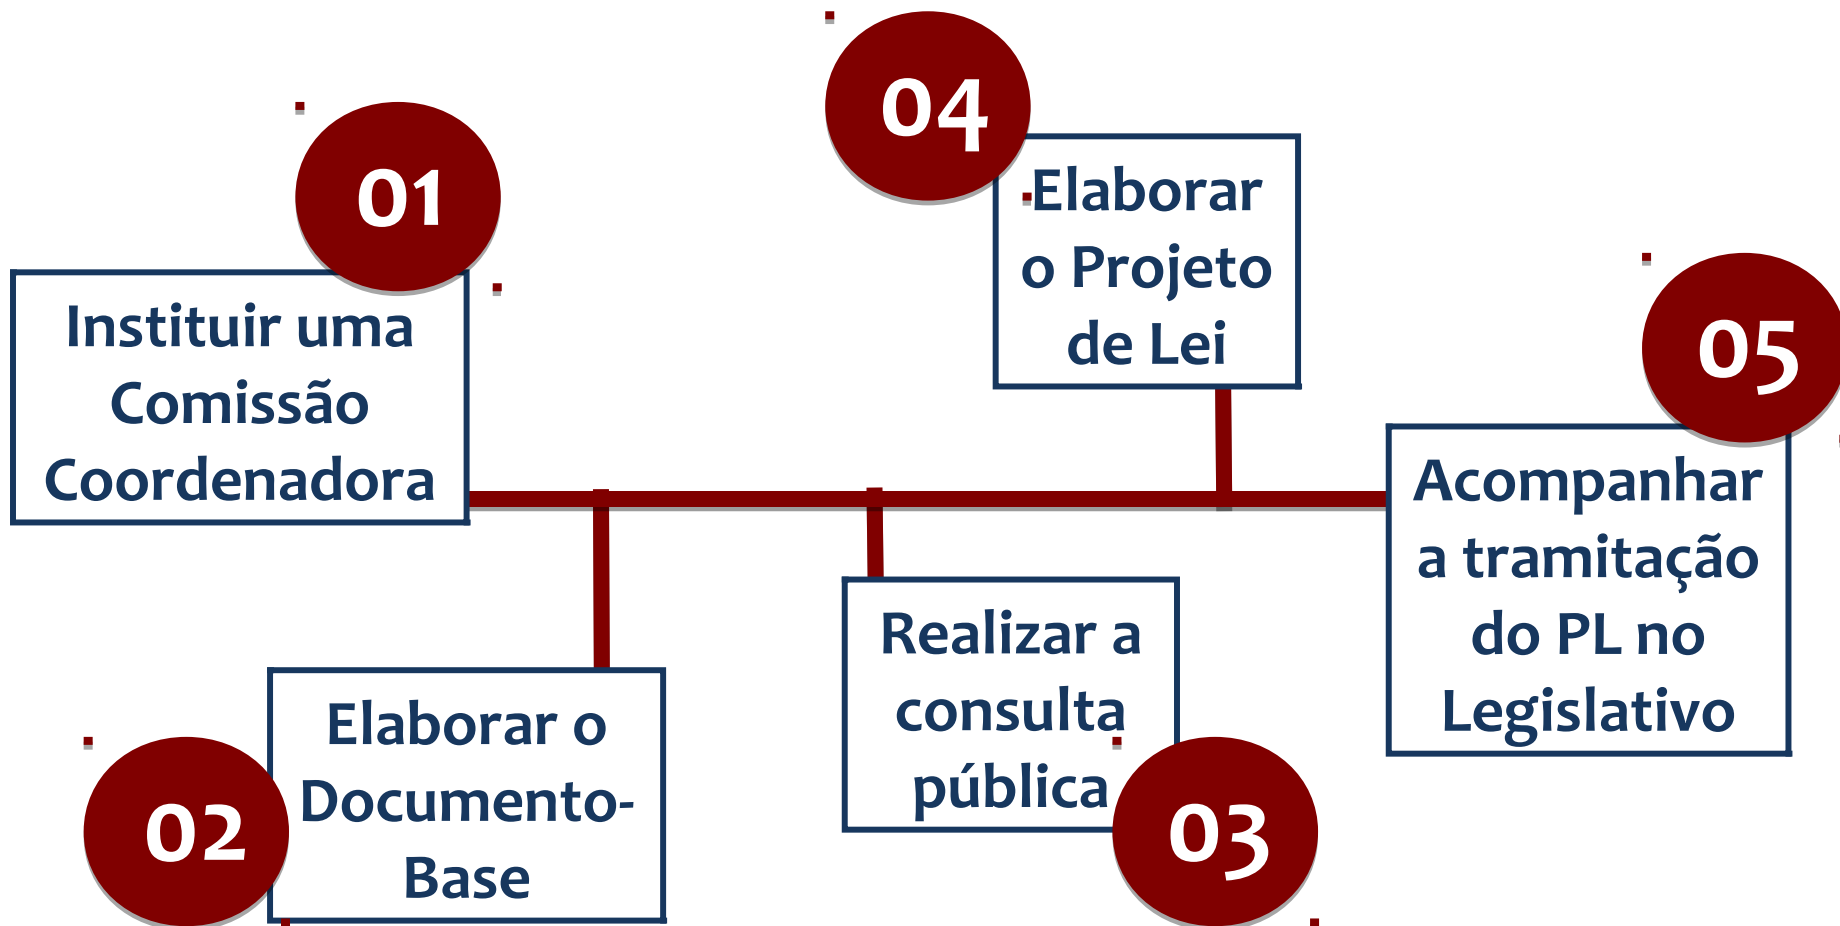 01
Instituir uma
Comissão
Coordenadora
02
Elaborar o
Documento-
Base
03
Realizar a
consulta
pública
04
Elaborar
o Projeto
de Lei
05
Acompanhar
a tramitação
do PL no
Legislativo